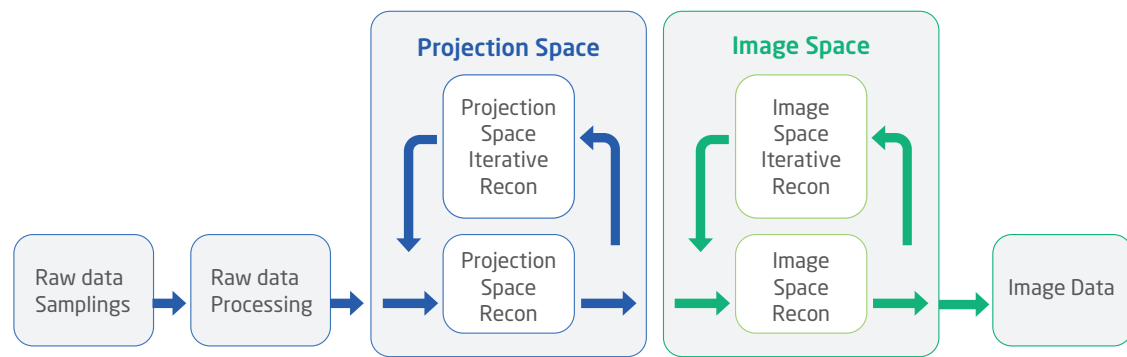 Projection Space
Image Space
Projection
Space
Iterative
Recon
Image
Space
Iterative
Recon
Raw data
Samplings
Raw data
Processing
Projection
Space
Recon
Image
Space
Recon
Image Data